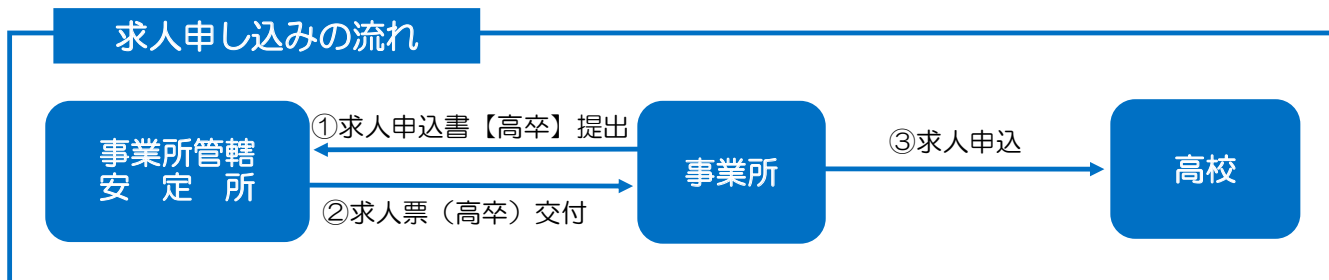 求人申し込みの流れ
事業所管轄
安　定　所
①求人申込書【高卒】提出
②求人票（高卒）交付
事業所
③求人申込
高校